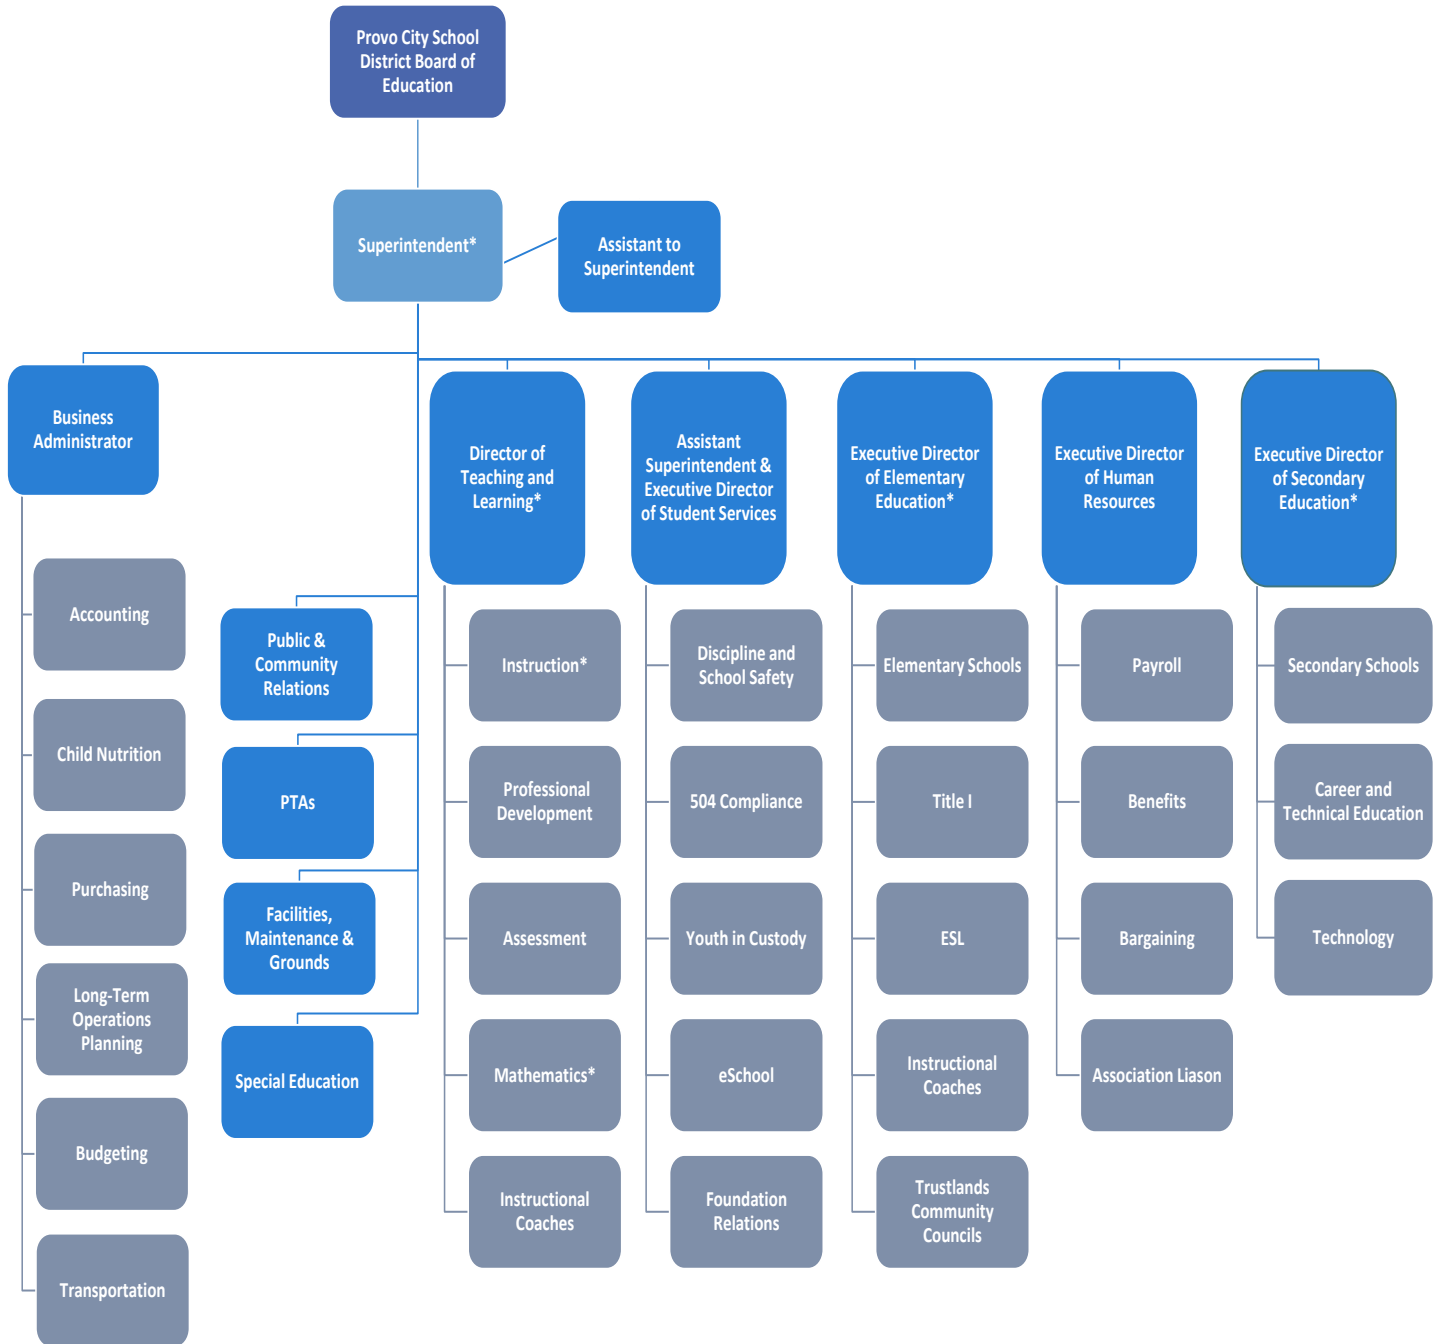 Provo City School
District Board of
Education
Superintendent*
Assistant to
Superintendent
Business
Administrator
Accounting
Child Nutrition
Purchasing
Long-Term
Operations
Planning
Budgeting
Transportation
Public &
Community
Relations
PTAs
Facilities,
Maintenance &
Grounds
Special Education
Director of
Teaching and
Learning*
Instruction*
Professional
Development
Assessment
Mathematics*
Instructional
Coaches
Assistant
Superintendent &
Executive Director
of Student Services
Discipline and
School Safety
504 Compliance
Youth in Custody
eSchool
Foundation
Relations
Executive Director
of Elementary
Education*
Elementary Schools
Title I
ESL
Instructional
Coaches
Trustlands
Community
Councils
Executive Director
of Human
Resources
Payroll
Benefits
Bargaining
Association Liason
Executive Director
of Secondary
Education*
Secondary Schools
Career and
Technical Education
Technology